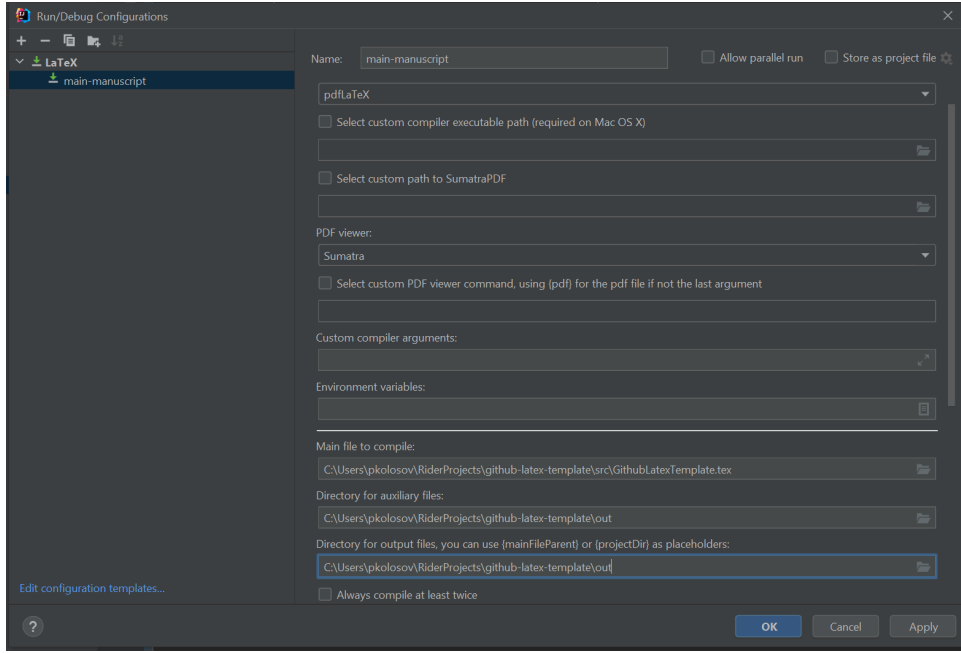 Run/Debug Configurations
LaTeX
main-manuscript
Name: main-manuscript
Allow parallel run
Store as project file
pdfLaTeX
Select custom compiler executable path (required on Mac OS X)
Select custom path to SumatraPDF
PDF viewer:
Sumatra
Select custom PDF viewer command, using {pdf} for the pdf file if not the last argument
Custom compiler arguments:
Environment variables:
Main file to compile:
C:\Users\pkolosov\RiderProjects\github-latex-template\src\GithubLatexTemplate.tex
Directory for auxiliary files:
C:\Users\pkolosov\RiderProjects\github-latex-template\out
Directory for output files, you can use {mainFileParent} or {projectDir} as placeholders:
C:\Users\pkolosov\RiderProjects\github-latex-template\out
Always compile at least twice
Edit configuration templates...
?
OK
Cancel
Apply